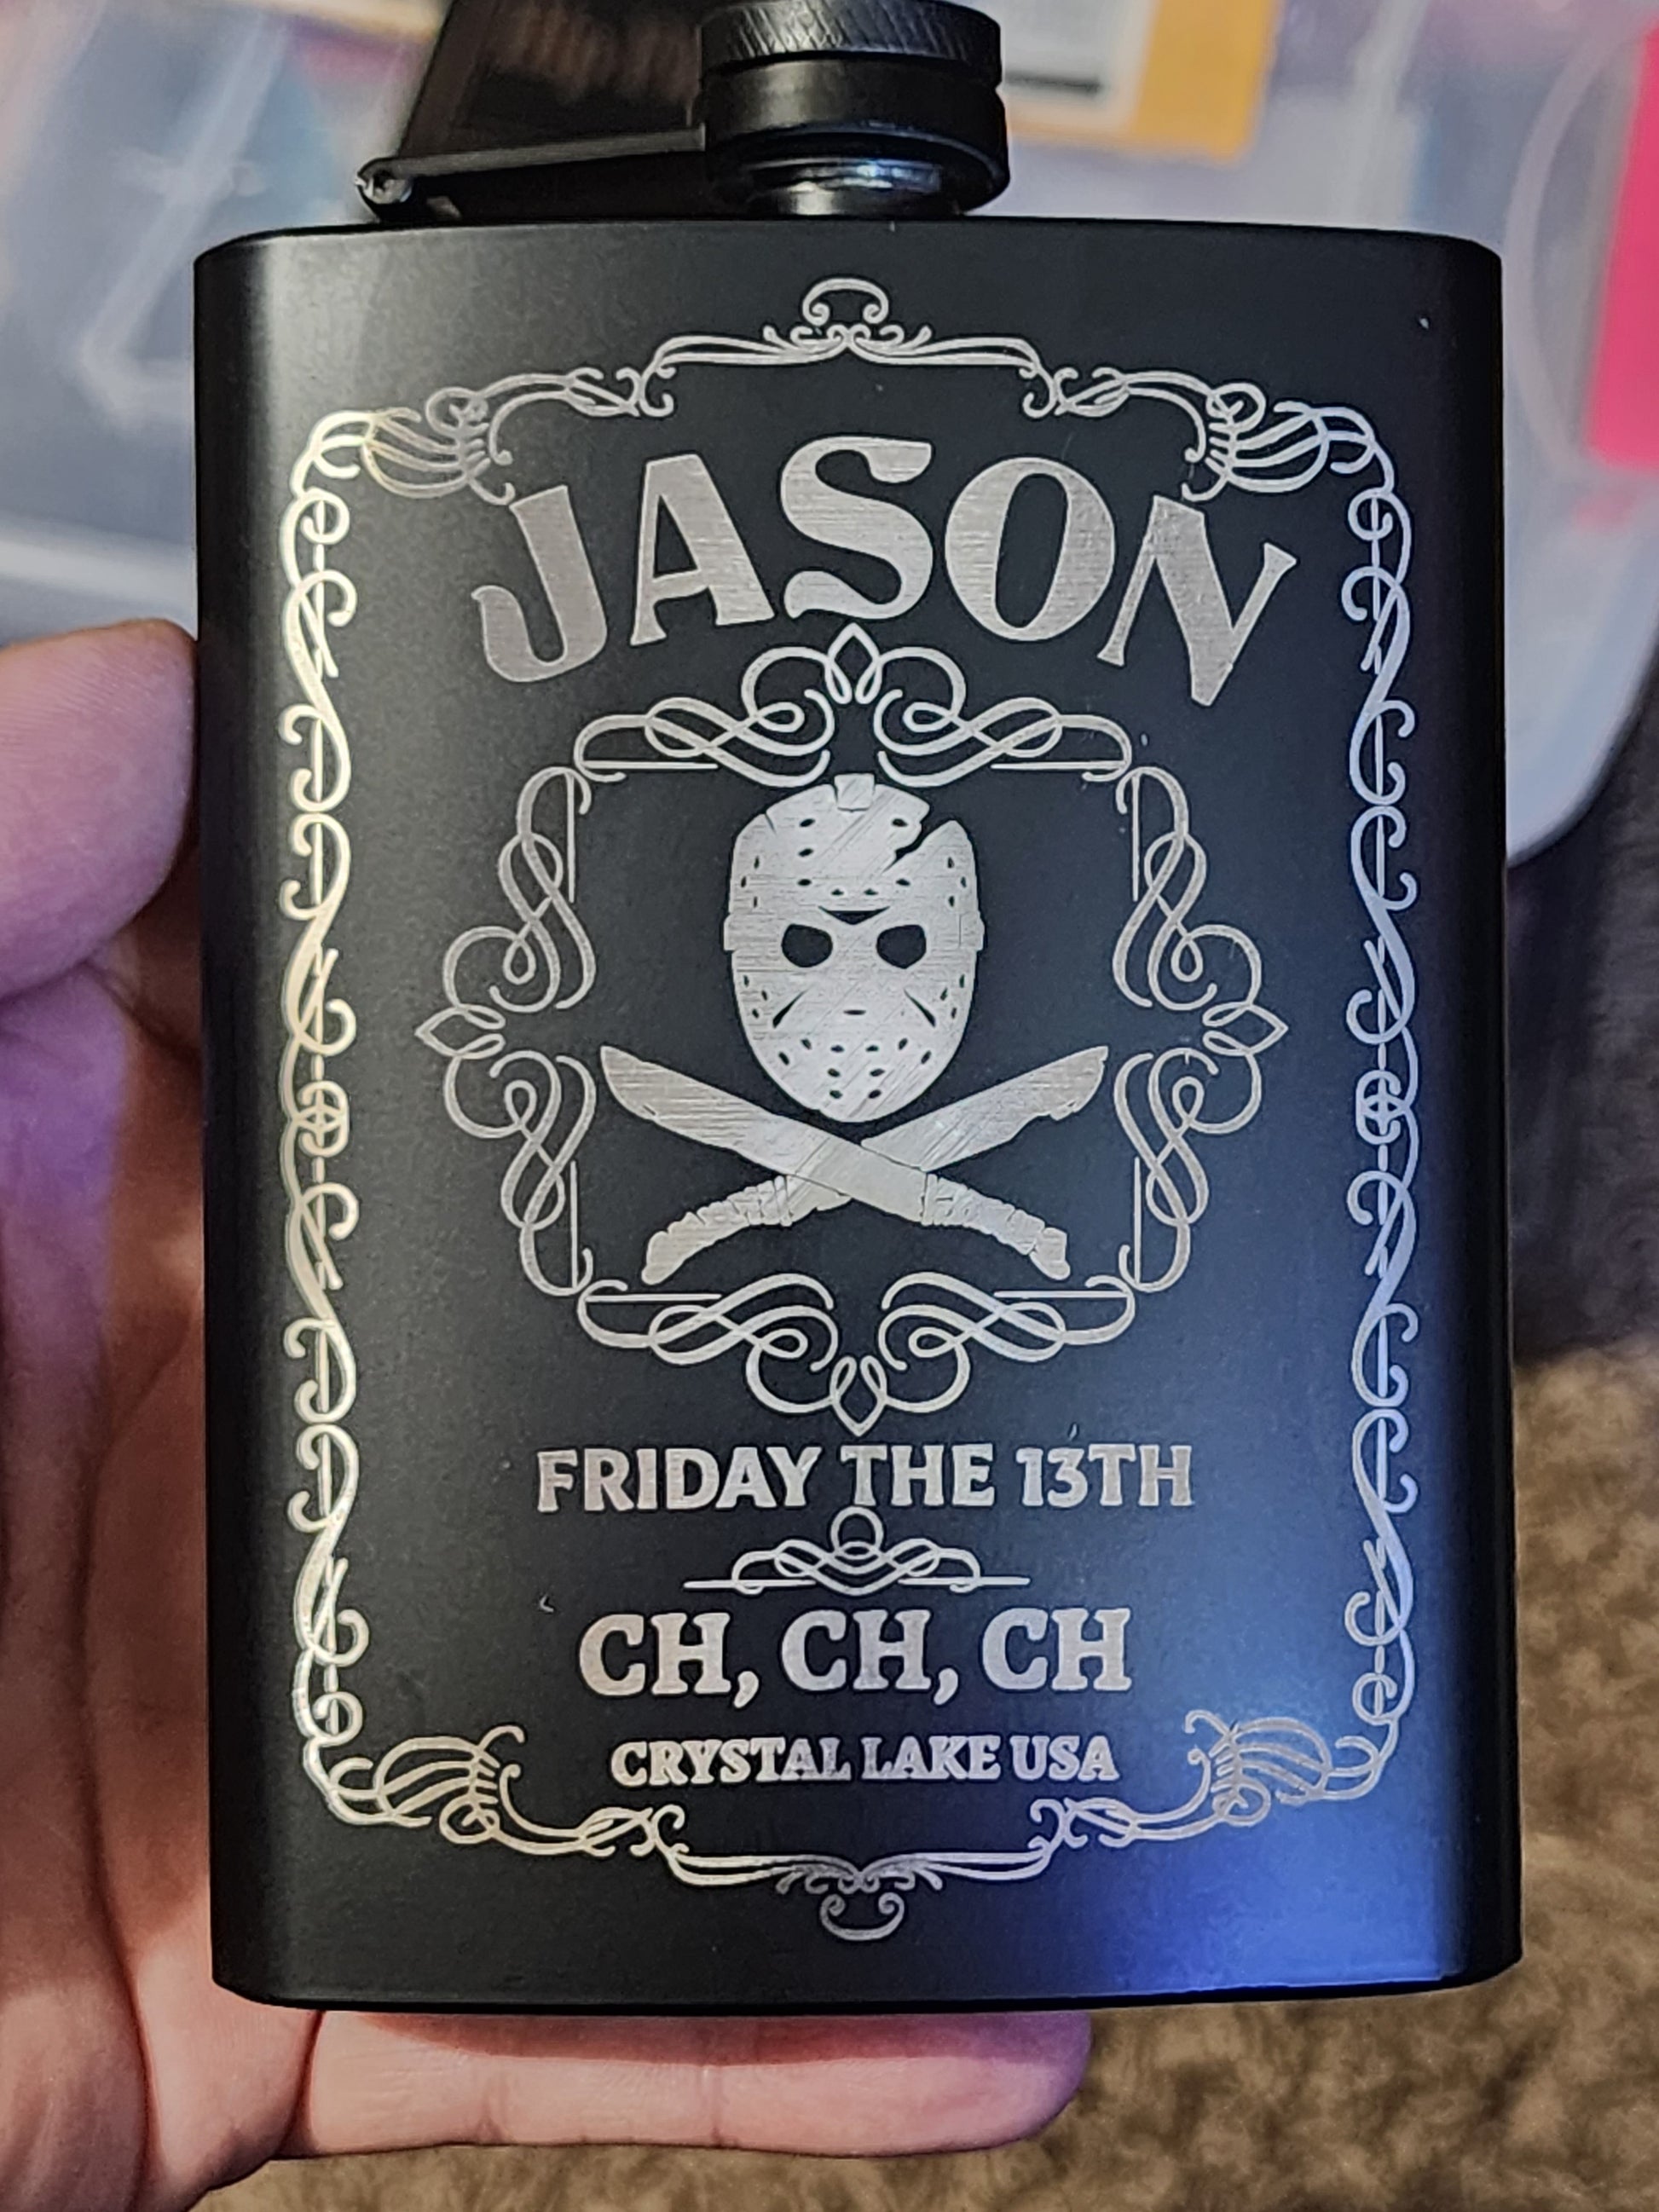 JASON
FRIDAY THE 13TH
CH, CH, CH
CRYSTAL LAKE USA